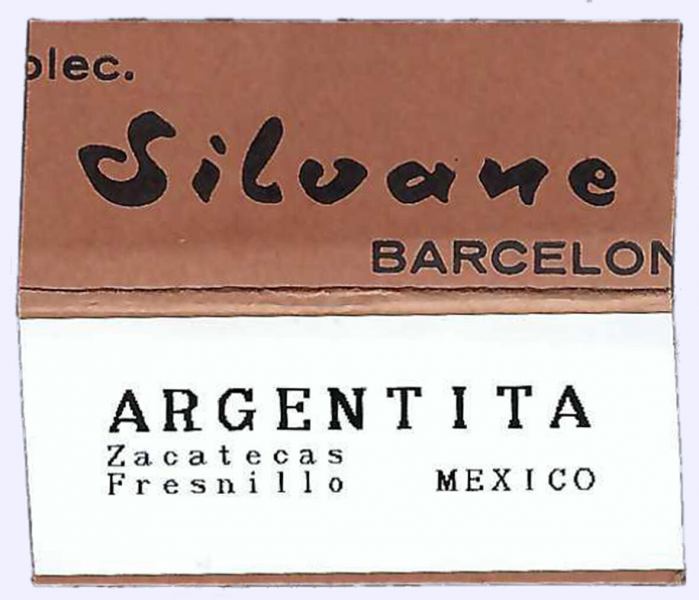 olec.
Silvane
BARCELON
ARGENTITA
Zacatecas
Fresnillo MEXICO